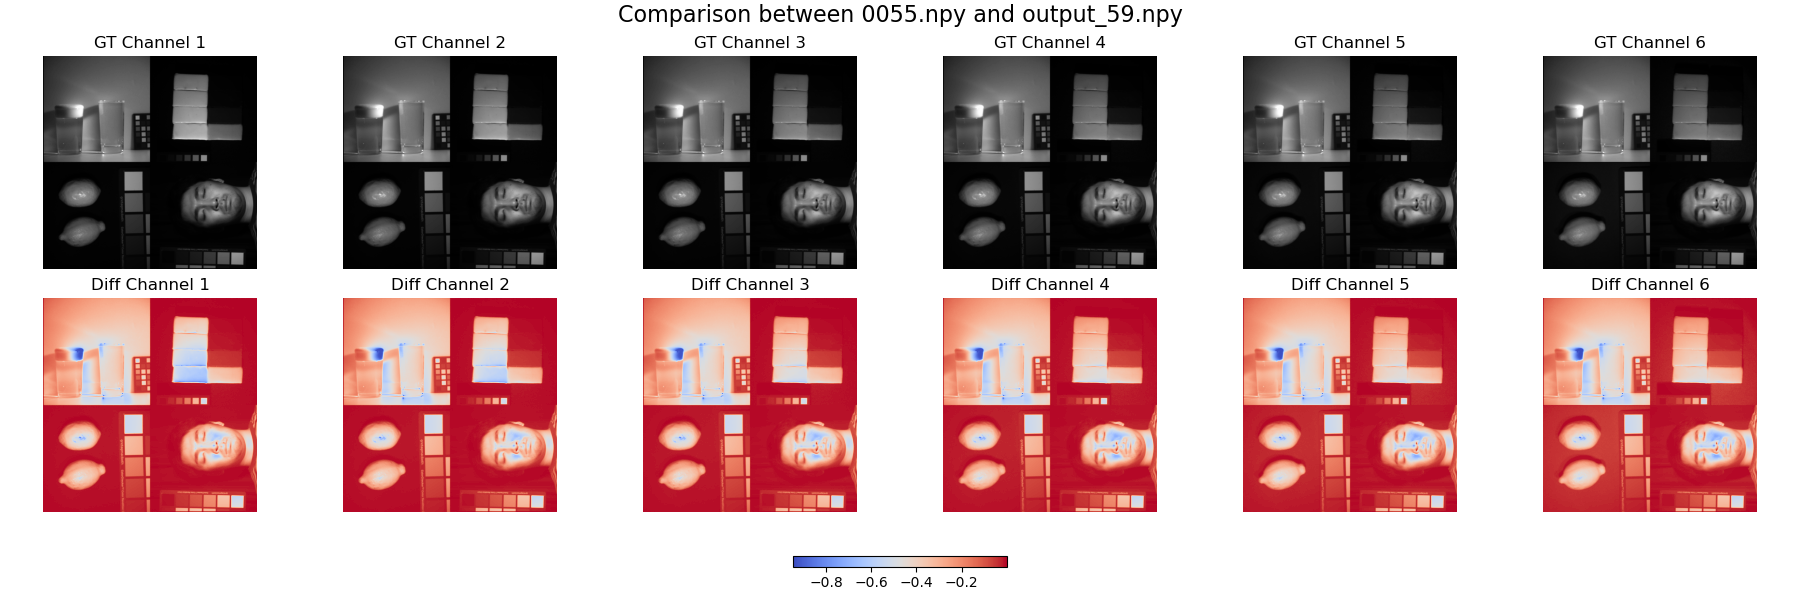 Comparison between 0055.npy and output_59.npy
GT Channel 1
GT Channel 2
GT Channel 3
GT Channel 4
GT Channel 5
GT Channel 6
Diff Channel 1
Diff Channel 2
Diff Channel 3
Diff Channel 4
Diff Channel 5
Diff Channel 6
−0.8 −0.6 −0.4 −0.2